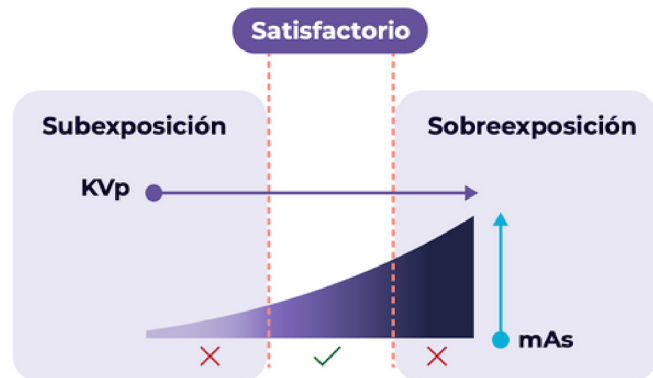 Satisfactorio
Subexposición
Sobreexposición
KVp
mAs